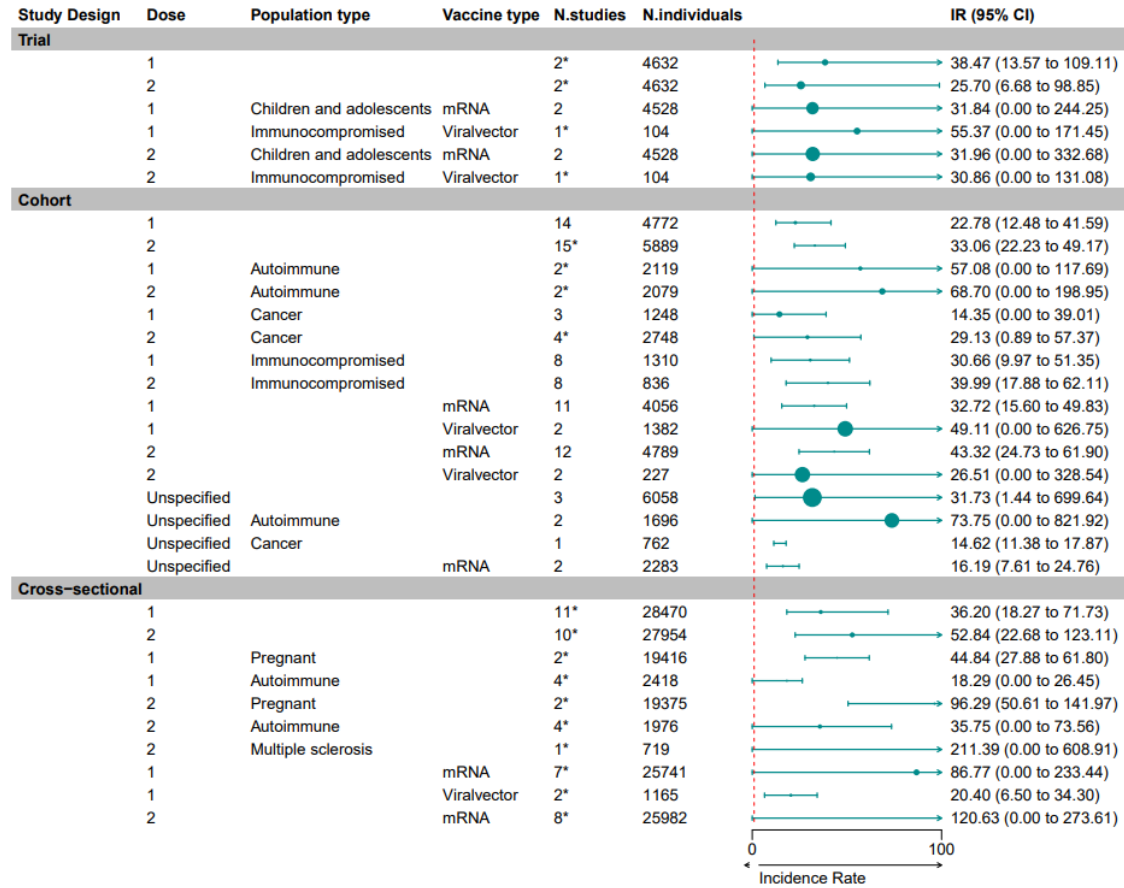 Study Design Dose Population type Vaccine type N.studies N.individuals IR (95% CI)
Trial
1 2* 4632 38.47 (13.57 to 109.11)
2 2* 4632 25.70 (6.68 to 98.85)
1 Children and adolescents mRNA 2 4528 31.84 (0.00 to 244.25)
1 Immunocompromised Viralvector 1* 104 55.37 (0.00 to 171.45)
2 Children and adolescents mRNA 2 4528 31.96 (0.00 to 332.68)
2 Immunocompromised Viralvector 1* 104 30.86 (0.00 to 131.08)
Cohort
1 14 4772 22.78 (12.48 to 41.59)
2 15* 5889 33.06 (22.23 to 49.17)
1 Autoimmune 2* 2119 57.08 (0.00 to 117.69)
2 Autoimmune 2* 2079 68.70 (0.00 to 198.95)
1 Cancer 3 1248 14.35 (0.00 to 39.01)
2 Cancer 4* 2748 29.13 (0.89 to 57.37)
1 Immunocompromised 8 1310 30.66 (9.97 to 51.35)
2 Immunocompromised 8 836 39.99 (17.88 to 62.11)
1 mRNA 11 4056 32.72 (15.60 to 49.83)
1 Viralvector 2 1382 49.11 (0.00 to 626.75)
2 mRNA 12 4789 43.32 (24.73 to 61.90)
2 Viralvector 2 227 26.51 (0.00 to 328.54)
Unspecified 3 6058 31.73 (1.44 to 699.64)
Unspecified Autoimmune 2 1696 73.75 (0.00 to 821.92)
Unspecified Cancer 1 762 14.62 (11.38 to 17.87)
Unspecified mRNA 2 2283 16.19 (7.61 to 24.76)
Cross−sectional
1 11* 28470 36.20 (18.27 to 71.73)
2 10* 27954 52.84 (22.68 to 123.11)
1 Pregnant 2* 19416 44.84 (27.88 to 61.80)
1 Autoimmune 4* 2418 18.29 (0.00 to 26.45)
2 Pregnant 2* 19375 96.29 (50.61 to 141.97)
2 Autoimmune 4* 1976 35.75 (0.00 to 73.56)
2 Multiple sclerosis 1* 719 211.39 (0.00 to 608.91)
1 mRNA 7* 25741 86.77 (0.00 to 233.44)
1 Viralvector 2* 1165 20.40 (6.50 to 34.30)
2 mRNA 8* 25982 120.63 (0.00 to 273.61)
0 100
Incidence Rate